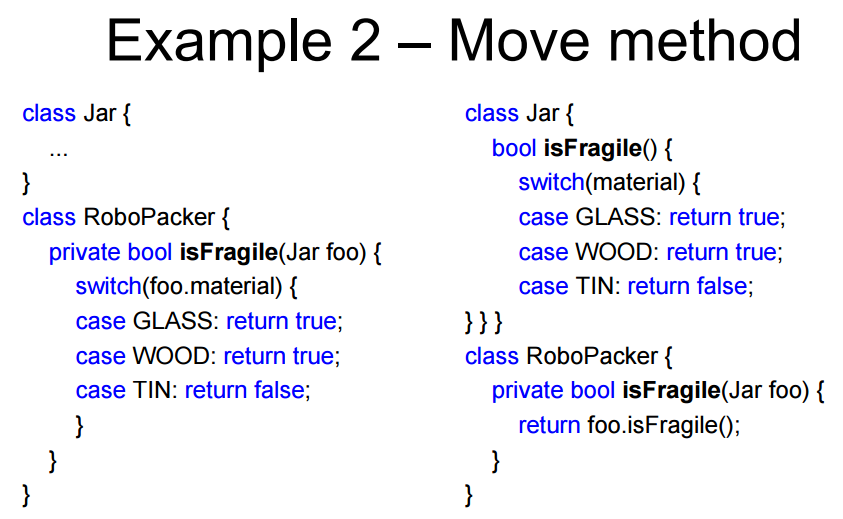 Example 2 – Move method
class Jar {
...
}
class RoboPacker {
private bool isFragile(Jar foo) {
switch(foo.material) {
case GLASS: return true;
case WOOD: return true;
case TIN: return false;
}
}
}
class Jar {
bool isFragile() {
switch(material) {
case GLASS: return true;
case WOOD: return true;
case TIN: return false;
} } }
class RoboPacker {
private bool isFragile(Jar foo) {
return foo.isFragile();
}
}